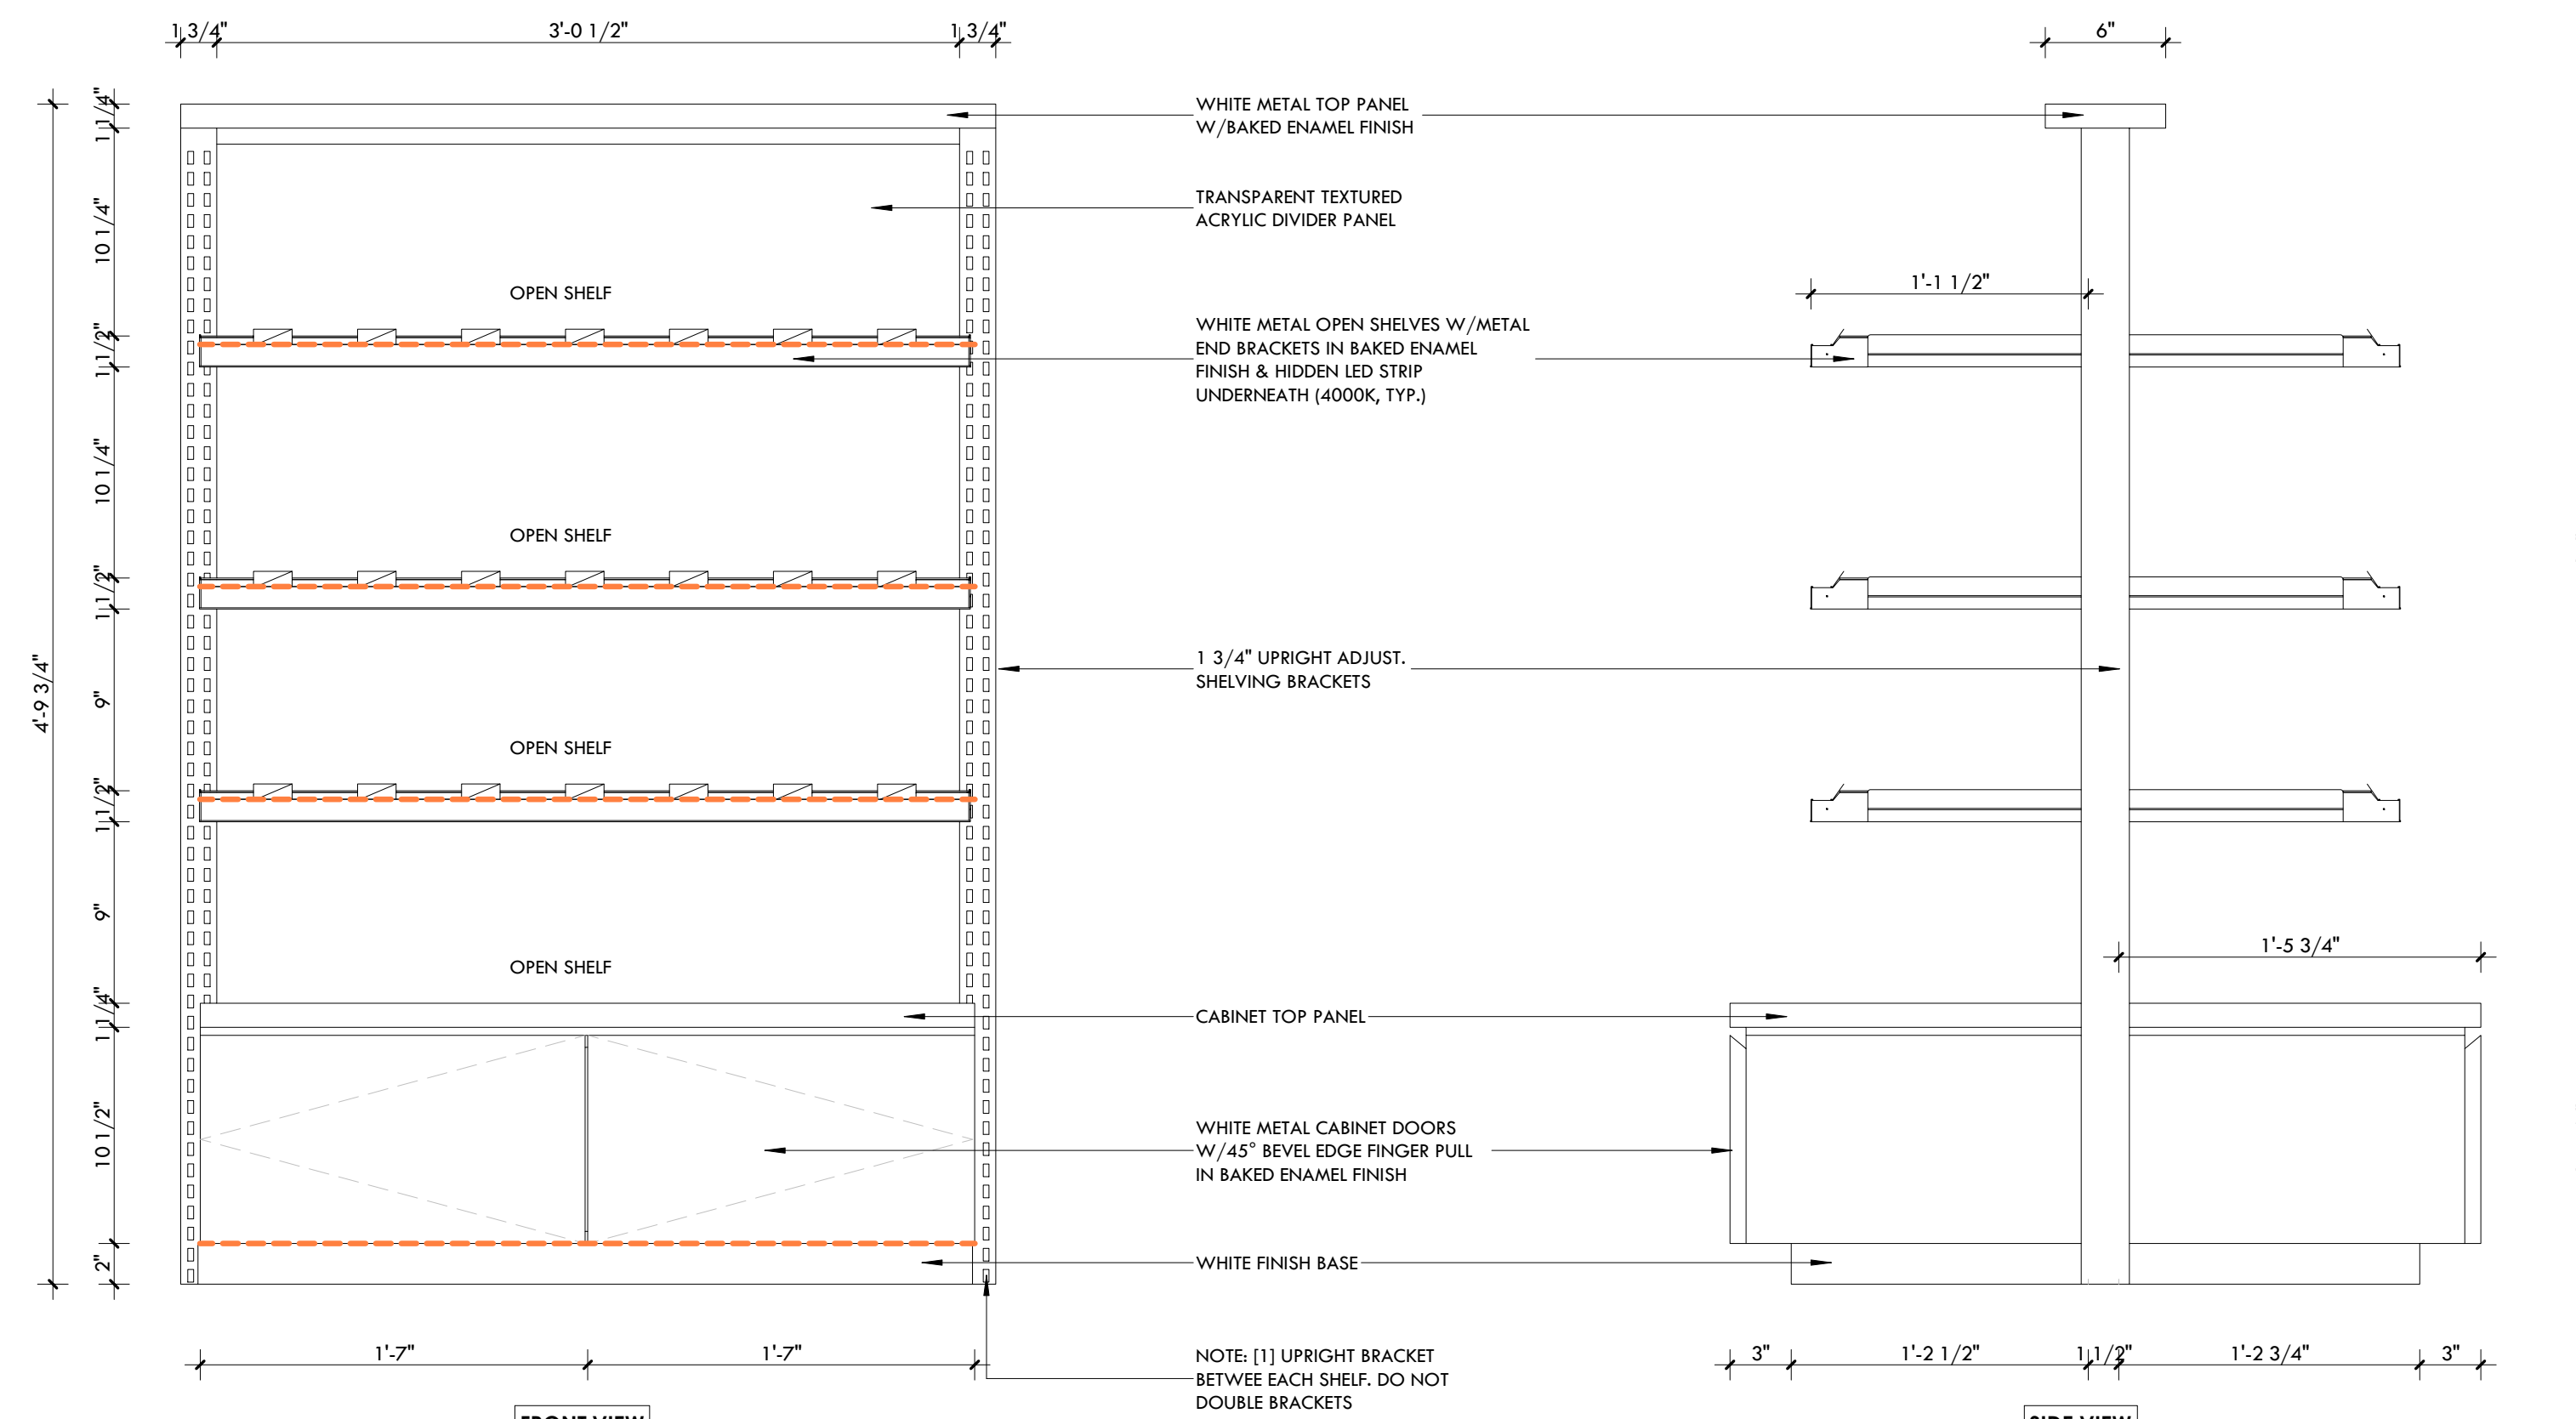 1 3/4"
3'-0 1/2"
1 3/4"
6"
1 1/4"
10 1/4"
1 1/2"
10 1/4"
1 1/2"
9"
1 1/2"
9"
1 1/4"
10 1/2"
2"
4'-9 3/4"
OPEN SHELF
OPEN SHELF
OPEN SHELF
OPEN SHELF
WHITE METAL TOP PANEL
W/BAKED ENAMEL FINISH
TRANSPARENT TEXTURED
ACRYLIC DIVIDER PANEL
WHITE METAL OPEN SHELVES W/METAL
END BRACKETS IN BAKED ENAMEL
FINISH & HIDDEN LED STRIP
UNDERNEATH (4000K, TYP.)
1 3/4" UPRIGHT ADJUST.
SHELVING BRACKETS
CABINET TOP PANEL
WHITE METAL CABINET DOORS
W/45° BEVEL EDGE FINGER PULL
IN BAKED ENAMEL FINISH
WHITE FINISH BASE
NOTE: [1] UPRIGHT BRACKET
BETWEE EACH SHELF. DO NOT
DOUBLE BRACKETS
1'-1 1/2"
1'-5 3/4"
1'-7"
1'-7"
3"
1'-2 1/2"
1 1/2"
1'-2 3/4"
3"
FRONT VIEW
SIDE VIEW